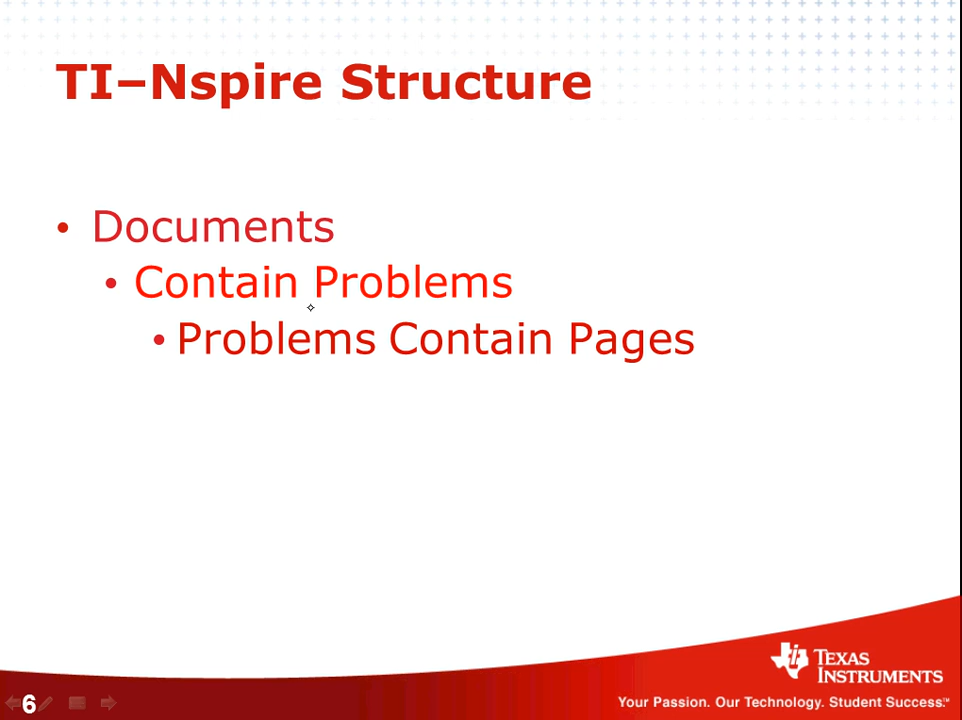 TI–Nspire Structure
• Documents
• Contain Problems
• Problems Contain Pages
TEXAS
INSTRUMENTS
Your Passion. Our Technology. Student Success.™
6